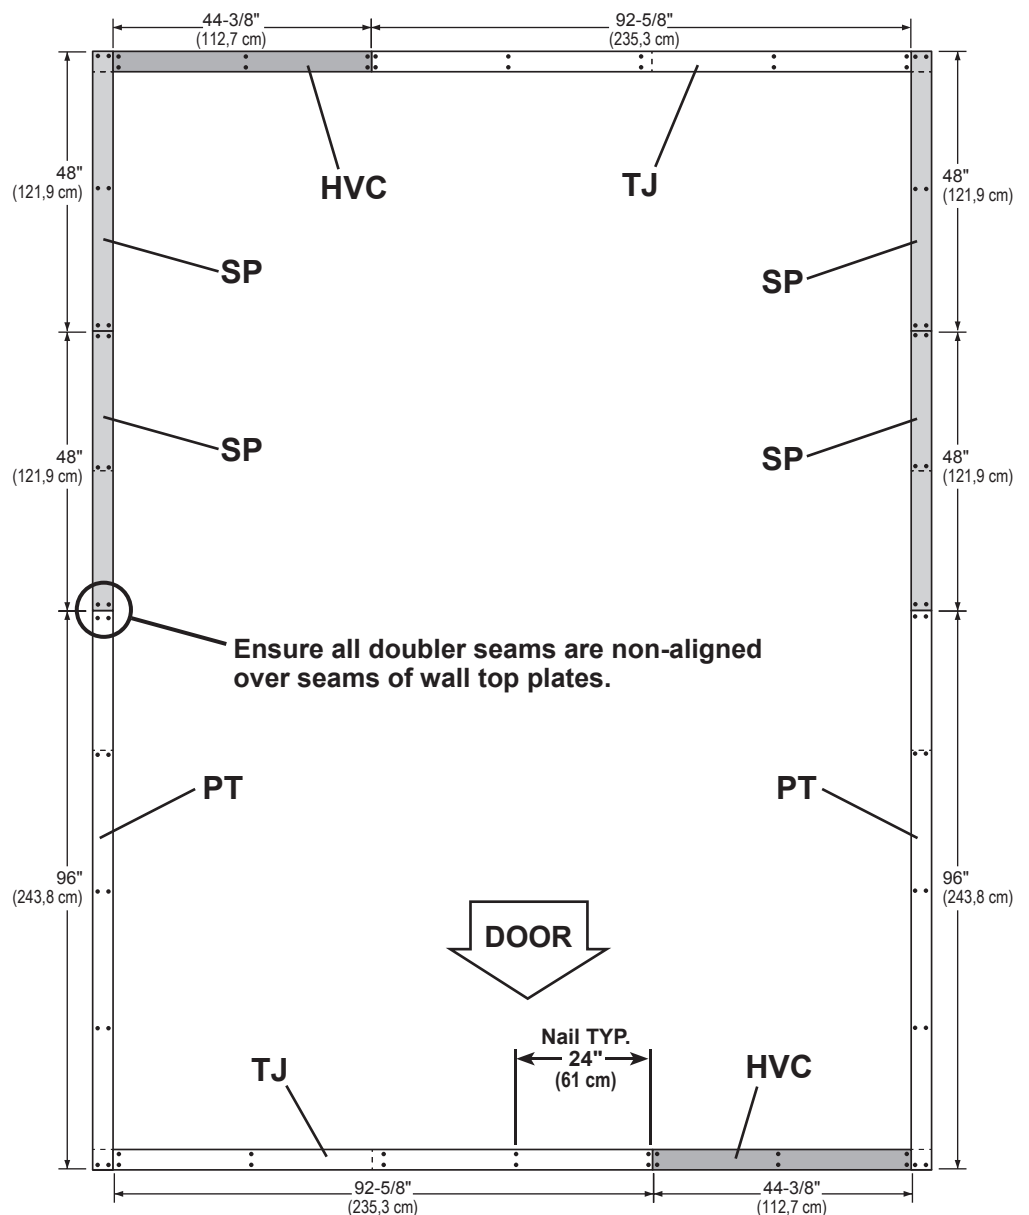 44-3/8"
(112,7 cm)
92-5/8"
(235,3 cm)
HVC
TJ
48"
(121,9 cm)
48"
(121,9 cm)
SP
SP
SP
SP
48"
(121,9 cm)
48"
(121,9 cm)
Ensure all doubler seams are non-aligned
over seams of wall top plates.
PT
PT
96"
(243,8 cm)
96"
(243,8 cm)
DOOR
Nail TYP.
24"
(61 cm)
TJ
HVC
92-5/8"
(235,3 cm)
44-3/8"
(112,7 cm)